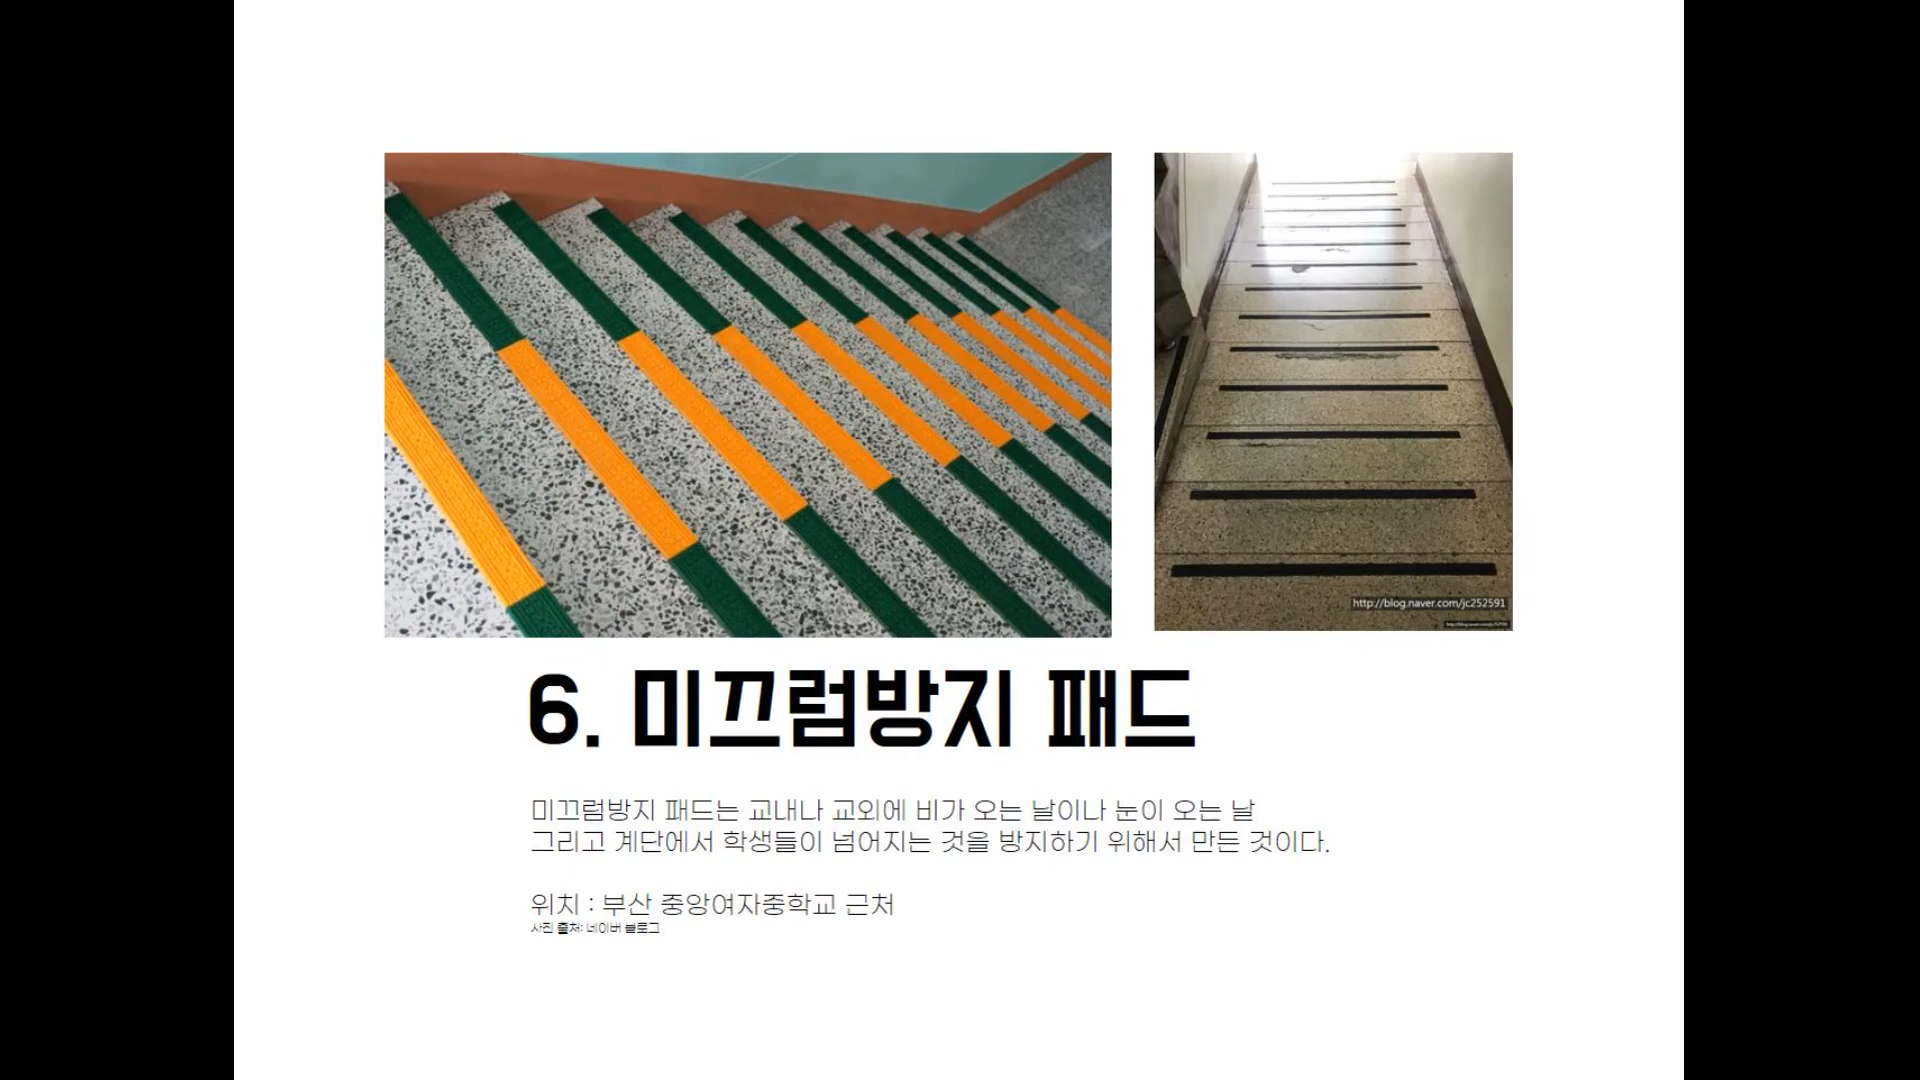 http://blog.naver.com/jc252591
6. 미끄럼방지 패드
미끄럼방지 패드는 교내나 교외에 비가 오는 날이나 눈이 오는 날
그리고 계단에서 학생들이 넘어지는 것을 방지하기 위해서 만든 것이다.
위치 : 부산 중앙여자중학교 근처
사진 출처: 네이버 블로그